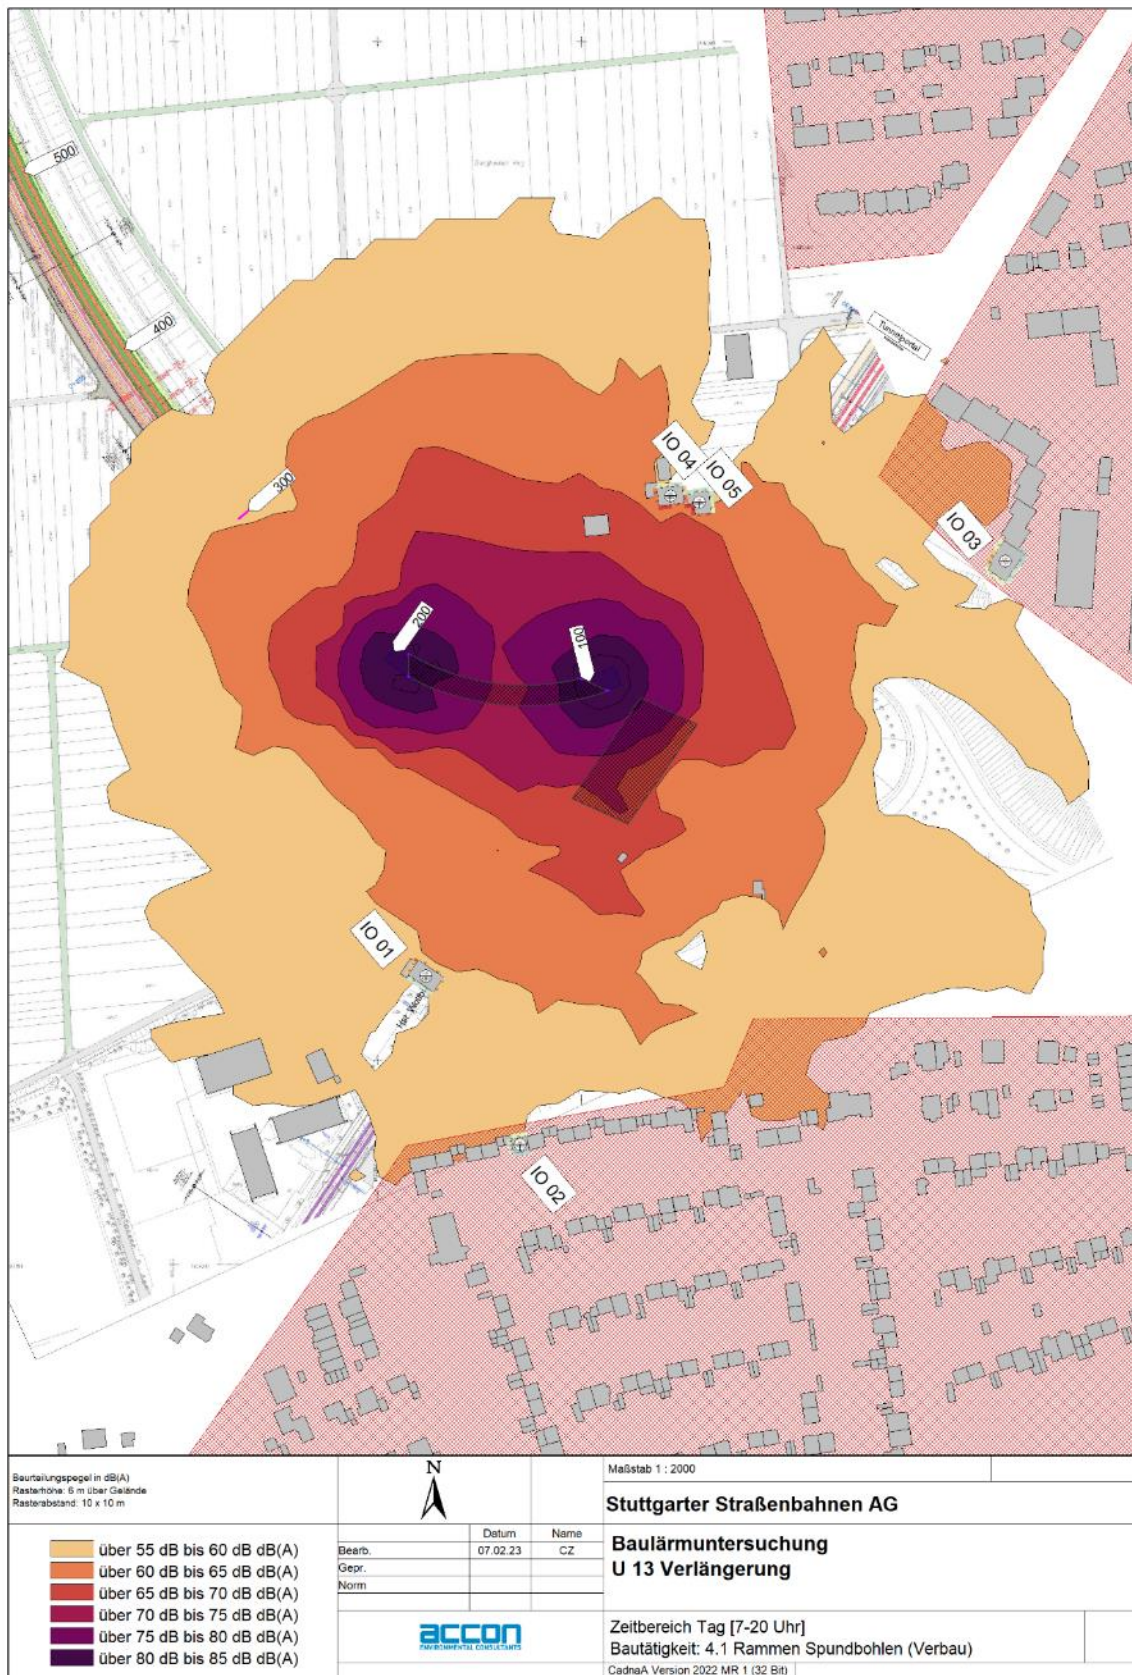 500
400
Tunnelportal
IO 04
IO 05
300
IO 03
200
100
IO 01
IO 02
Beurteilungspegel in dB(A)
Rasterhöhe: 6 m über Gelände
Rasterabstand: 10 x 10 m
über 55 dB bis 60 dB dB(A)
über 60 dB bis 65 dB dB(A)
über 65 dB bis 70 dB dB(A)
über 70 dB bis 75 dB dB(A)
über 75 dB bis 80 dB dB(A)
über 80 dB bis 85 dB dB(A)
N
Datum Name
Bearb. 07.02.23 CZ
Gepr.
Norm
accon
ENVIRONMENTAL CONSULTANTS
Maßstab 1 : 2000
Stuttgarter Straßenbahnen AG
Baulärmuntersuchung
U 13 Verlängerung
Zeitbereich Tag [7-20 Uhr]
Bautätigkeit: 4.1 Rammen Spundbohlen (Verbau)
CadnaA Version 2022 MR 1 (32 Bit)